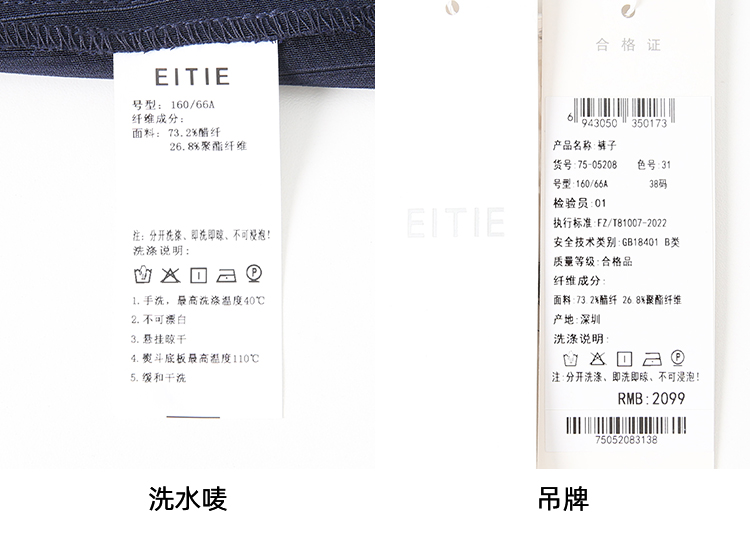 EITIE
号型: 160/66A
纤维成分:
面料: 73.2%醋纤
26.8%聚酯纤维
注: 分开洗涤、即洗即晾、不可浸泡!
洗涤说明:
1.手洗，最高洗涤温度40℃
2.不可漂白
3.悬挂晾干
4.熨斗底板最高温度110℃
5.缓和干洗
洗水唛
EITIE
合格证
6 943050 350173
产品名称: 裤子
货号: 75-05208 色号: 31
号型: 160/66A 38码
检验员: 01
执行标准: FZ/T81007-2022
安全技术类别: GB18401 B类
质量等级: 合格品
纤维成分:
面料: 73.2%醋纤 26.8%聚酯纤维
产地: 深圳
洗涤说明:
P
注: 分开洗涤、即洗即晾、不可浸泡!
RMB: 2099
75052083138
吊牌